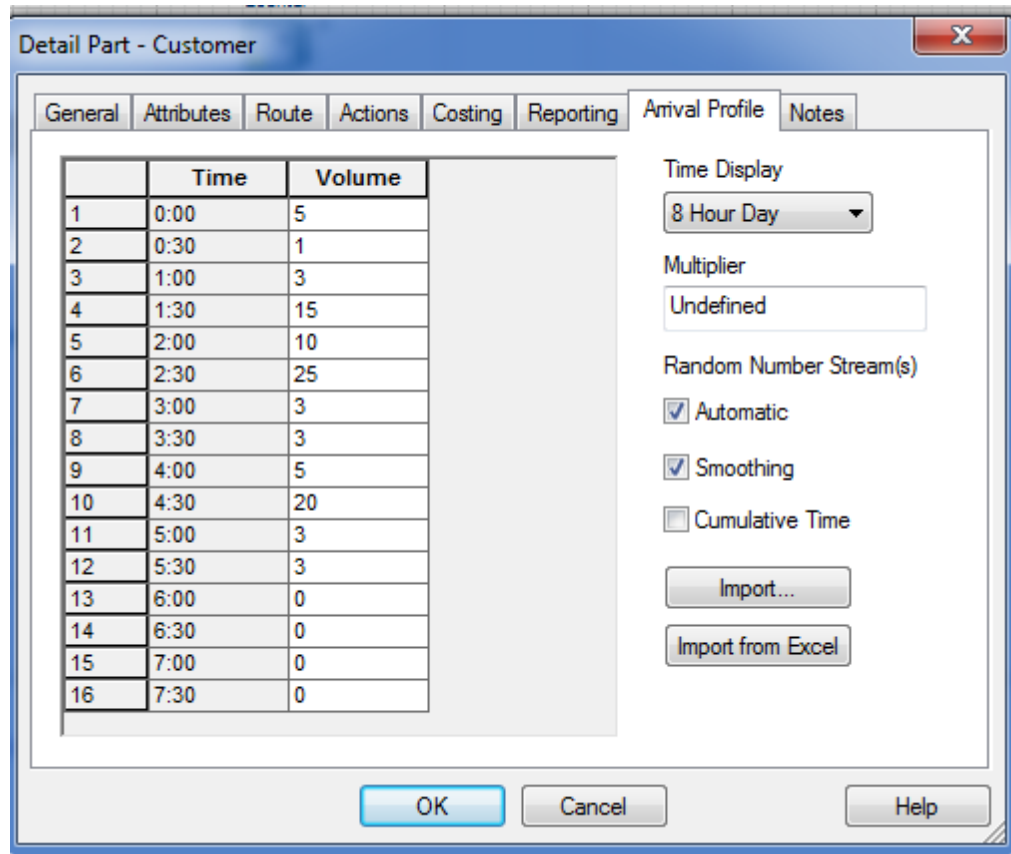 Detail Part - Customer
General Attributes Route Actions Costing Reporting Arrival Profile Notes
Time Volume
1 0:00 5
2 0:30 1
3 1:00 3
4 1:30 15
5 2:00 10
6 2:30 25
7 3:00 3
8 3:30 3
9 4:00 5
10 4:30 20
11 5:00 3
12 5:30 3
13 6:00 0
14 6:30 0
15 7:00 0
16 7:30 0
Time Display
8 Hour Day
Multiplier
Undefined
Random Number Stream(s)
Automatic
Smoothing
Cumulative Time
Import...
Import from Excel
OK Cancel Help